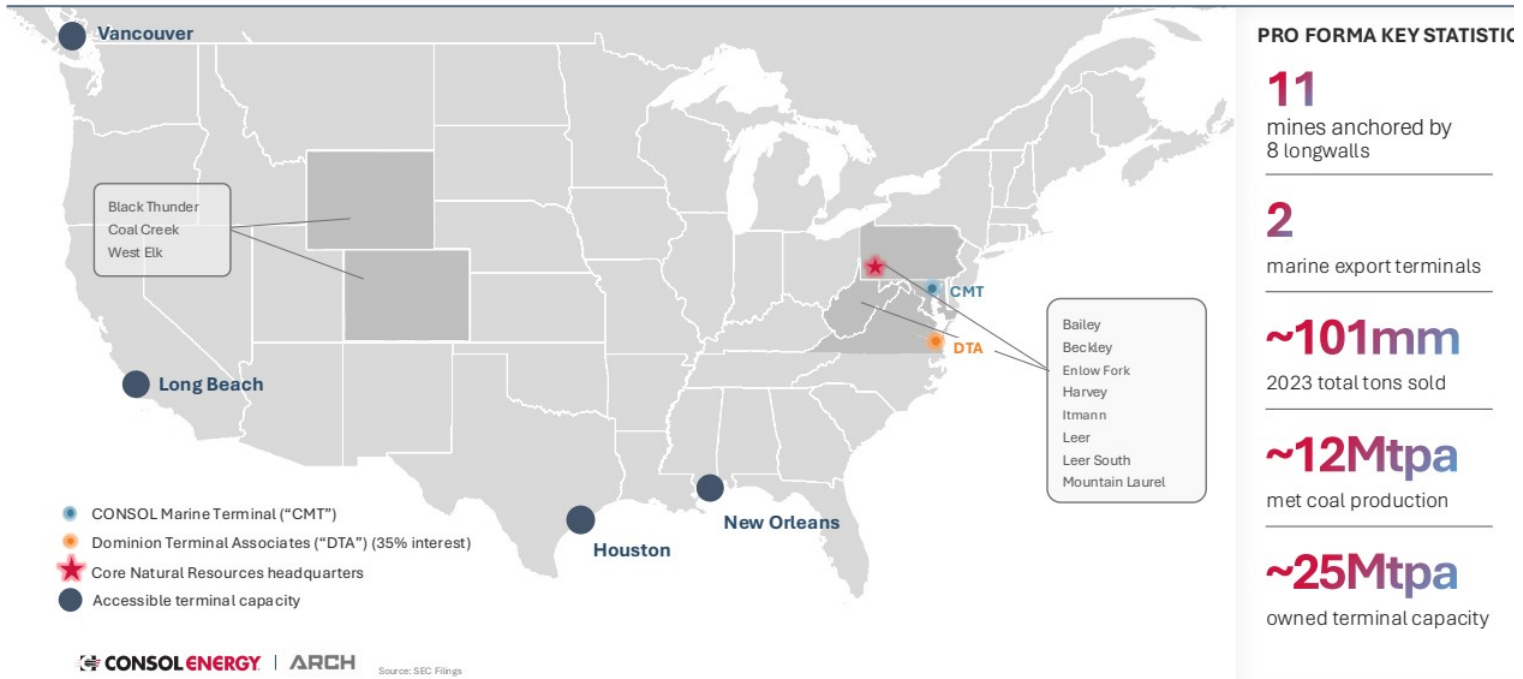 Vancouver
PRO FORMA KEY STATISTIC
Black Thunder
Coal Creek
West Elk
CMT
DTA
Bailey
Beckley
Enlow Fork
Harvey
Itmann
Leer
Leer South
Mountain Laurel
Long Beach
New Orleans
Houston
CONSOL Marine Terminal (“CMT”)
Dominion Terminal Associates (“DTA”) (35% interest)
Core Natural Resources headquarters
Accessible terminal capacity
11
mines anchored by
8 longwalls
2
marine export terminals
~101mm
2023 total tons sold
~12Mtpa
met coal production
~25Mtpa
owned terminal capacity
CONSOL ENERGY | ARCH
Source: SEC Filings